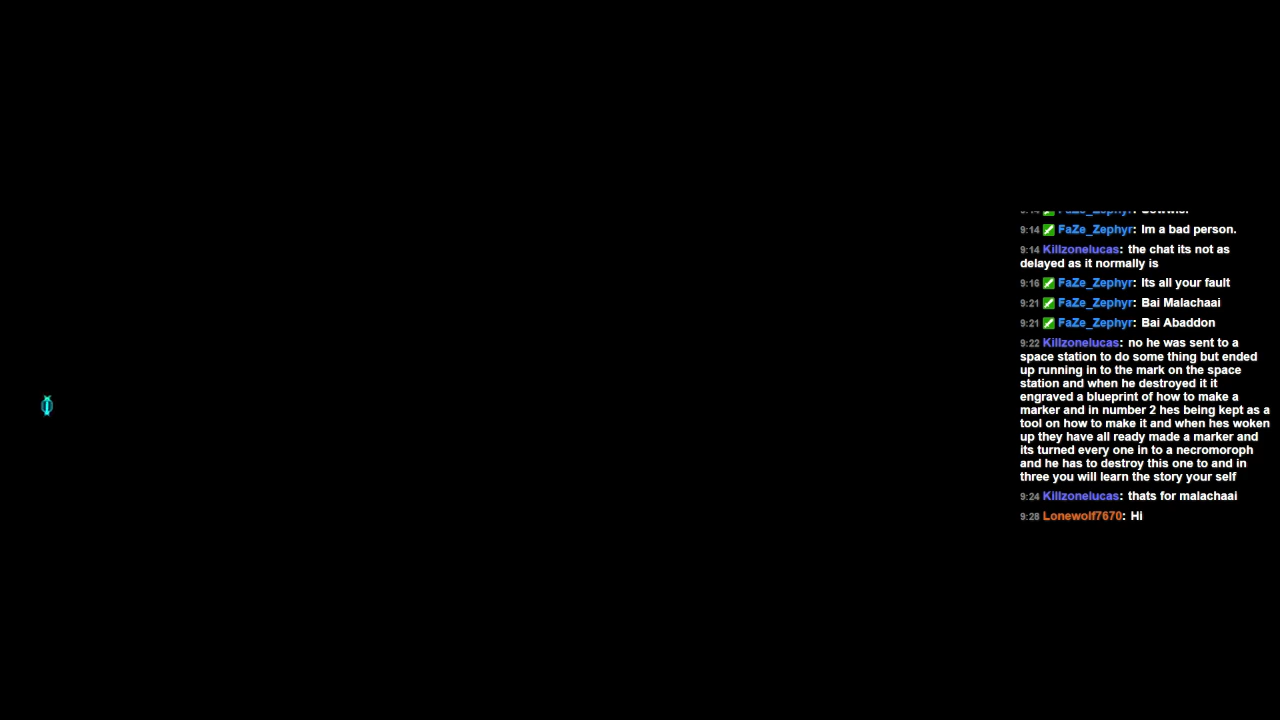 9:14 FaZe_Zephyr:
9:14 FaZe_Zephyr: Im a bad person.
9:14 Killzonelucas: the chat its not as
delayed as it normally is
9:16 FaZe_Zephyr: Its all your fault
9:21 FaZe_Zephyr: Bai Malachaai
9:21 FaZe_Zephyr: Bai Abaddon
9:22 Killzonelucas: no he was sent to a
space station to do some thing but ended
up running in to the mark on the space
station and when he destroyed it it
engraved a blueprint of how to make a
marker and in number 2 hes being kept as a
tool on how to make it and when hes woken
up they have all ready made a marker and
its turned every one in to a necromoroph
and he has to destroy this one to and in
three you will learn the story your self
9:24 Killzonelucas: thats for malachaai
9:28 Lonewolf7670: Hi